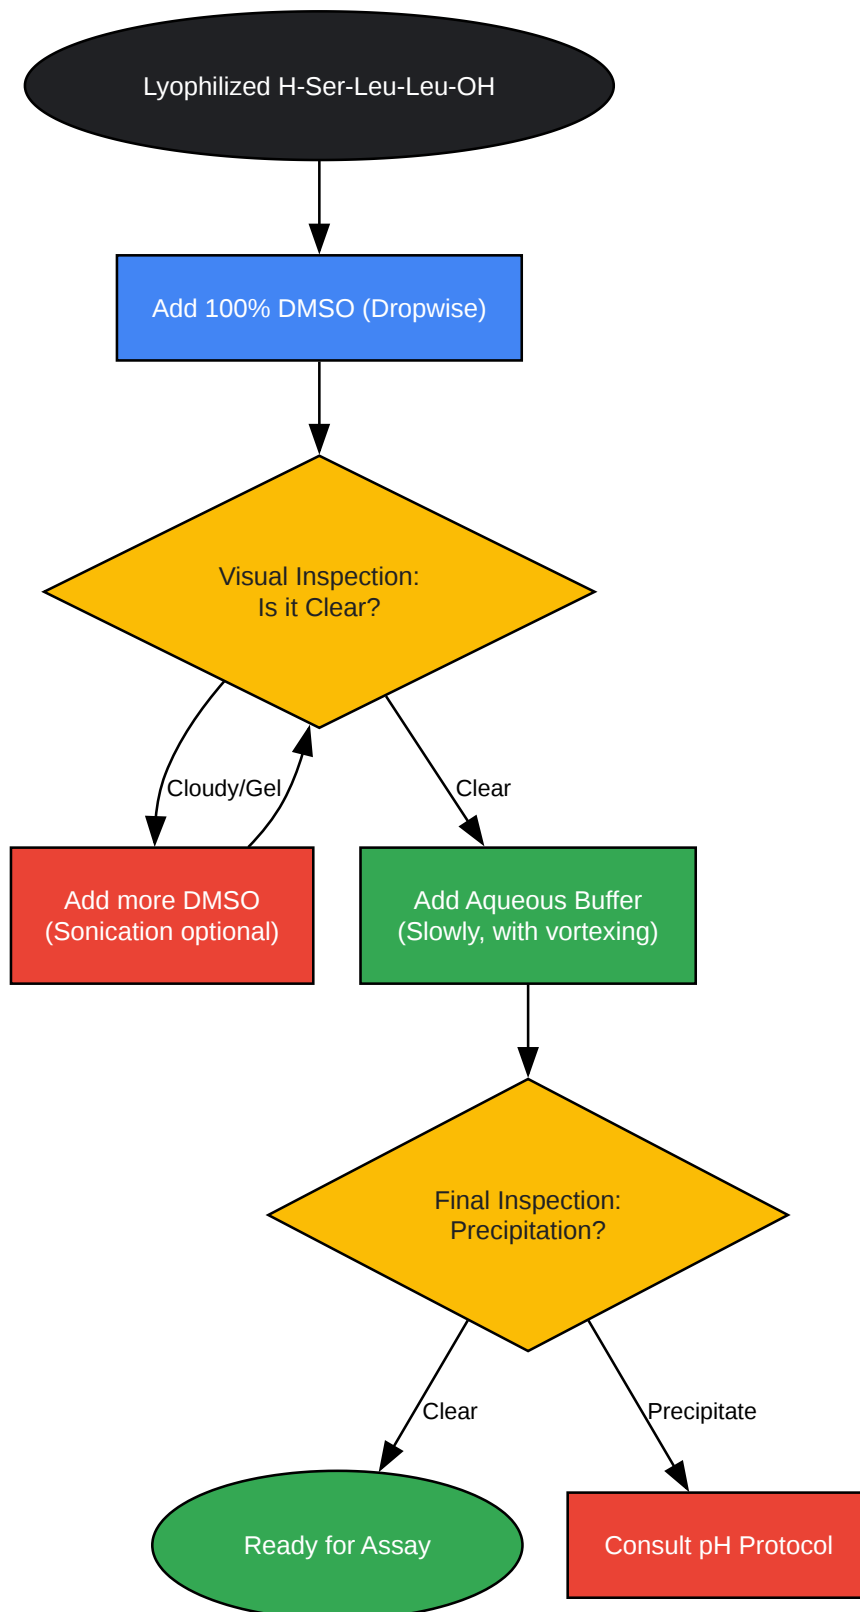 Lyophilized H-Ser-Leu-Leu-OH
Add 100% DMSO (Dropwise)
Visual Inspection:
Is it Clear?
Cloudy/Gel
Clear
Add more DMSO
(Sonication optional)
Add Aqueous Buffer
(Slowly, with vortexing)
Final Inspection:
Precipitation?
Clear
Precipitate
Ready for Assay
Consult pH Protocol